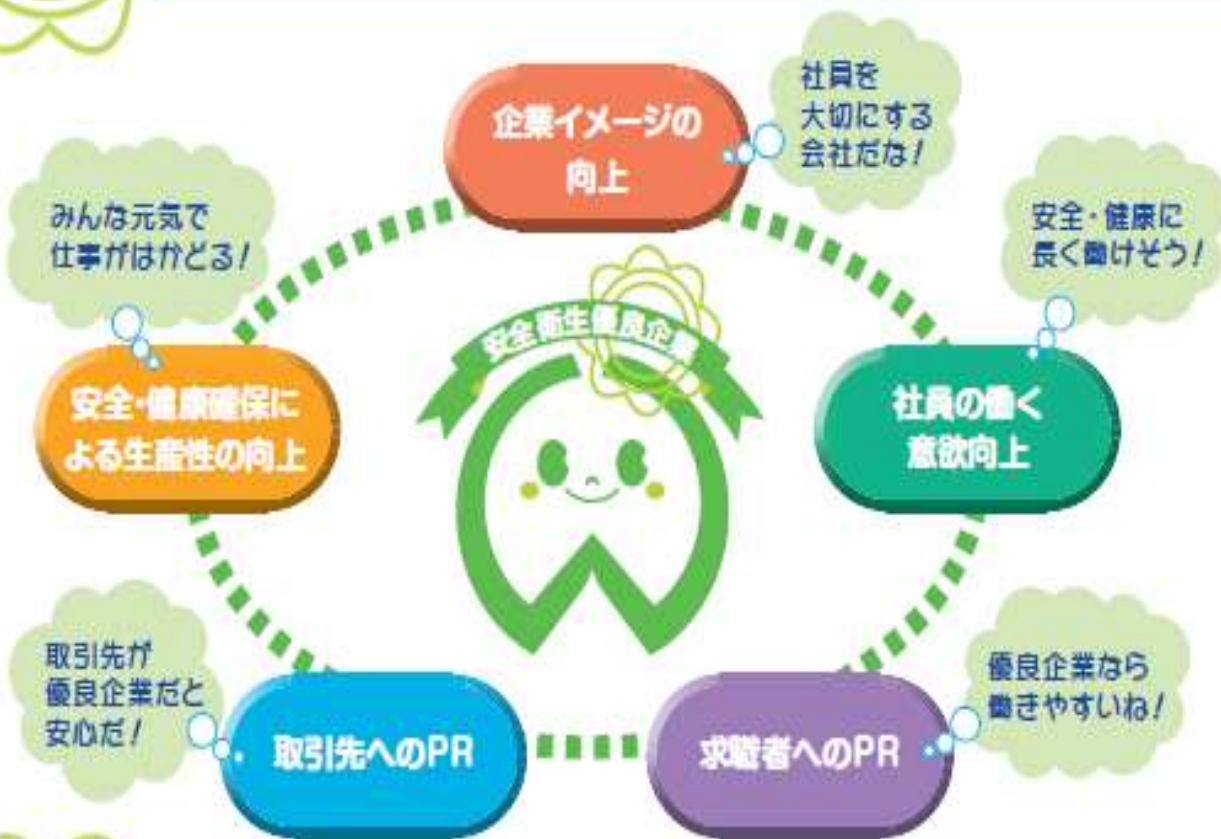 企業イメージの
向上
社員を
大切にする
会社だな!
みんな元気で
仕事がはかどる!
安全・健康に
長く働けそう!
安全衛生優良企業
安全・健康確保に
よる生産性の向上
社員の働く
意欲向上
取引先が
優良企業だと
安心だ!
取引先へのPR
求職者へのPR
優良企業なら
働きやすいね!